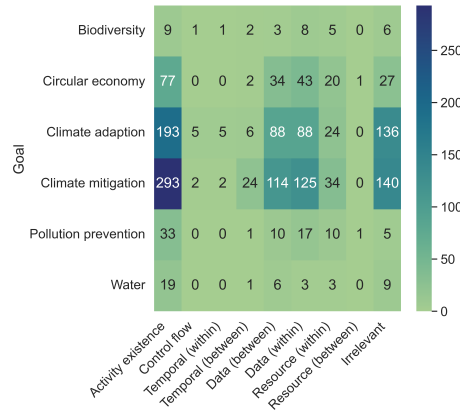 Goal
Biodiversity 9 1 1 2 3 8 5 0 6
Circular economy 77 0 0 2 34 43 20 1 27
Climate adaption 193 5 5 6 88 88 24 0 136
Climate mitigation 293 2 2 24 114 125 34 0 140
Pollution prevention 33 0 0 1 10 17 10 1 5
Water 19 0 0 1 6 3 3 0 9
Activity existence
Control flow
Temporal (within)
Temporal (between)
Data (between)
Data (within)
Resource (within)
Resource (between)
Irrelevant
250
200
150
100
50
0